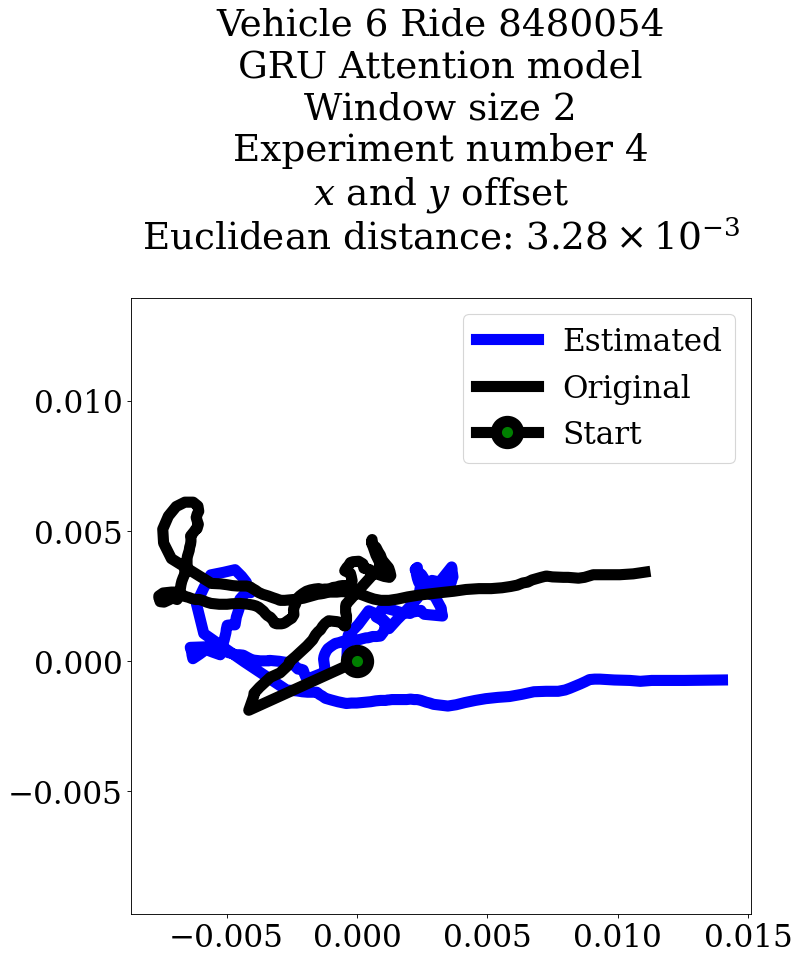 Vehicle 6 Ride 8480054
GRU Attention model
Window size 2
Experiment number 4
x and y offset
Euclidean distance: 3.28 × 10⁻³
Estimated
Original
Start
0.010
0.005
0.000
−0.005
−0.005 0.000 0.005 0.010 0.015